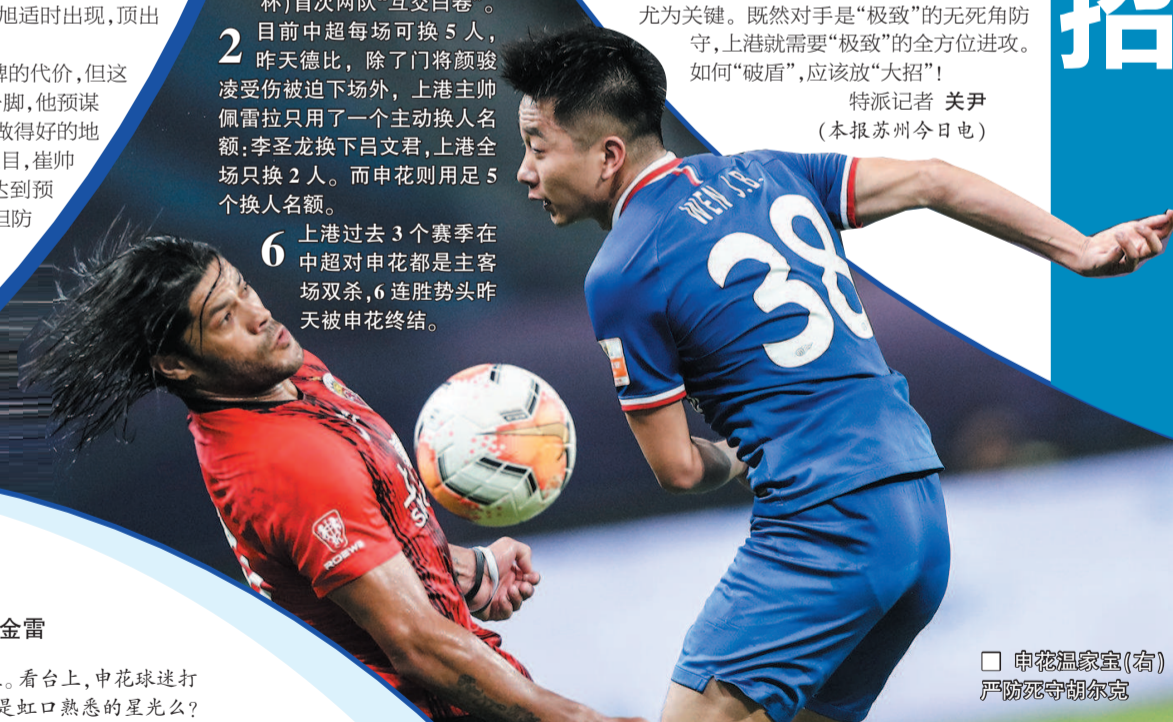 旭适时出现,顶出
牌的代价,但这
脚,他预谋
做得好的地
目,崔帅
达到预
但防
杯)首次两队“互交白卷”。
2 目前中超每场可换5人,
昨天德比,除了门将颜骏
凌受伤被迫下场外,上港主帅
佩雷拉只用了一个主动换人名
额:李圣龙换下吕文君,上港全
场只换2人。而申花则用足5
个换人名额。
6 上港过去3个赛季在
中超对申花都是主客
场双杀,6连胜势头昨
天被申花终结。
尤为关键。既然对手是“极致”的无死角防
守,上港就需要“极致”的全方位进攻。
如何“破盾”,应该放“大招”!
特派记者 关尹
(本报苏州今日电)
招
WEN J.B.
38
ROEWE
金雷
。看台上,申花球迷打
是虹口熟悉的星光么?
■ 申花温家宝(右)
严防死守胡尔克